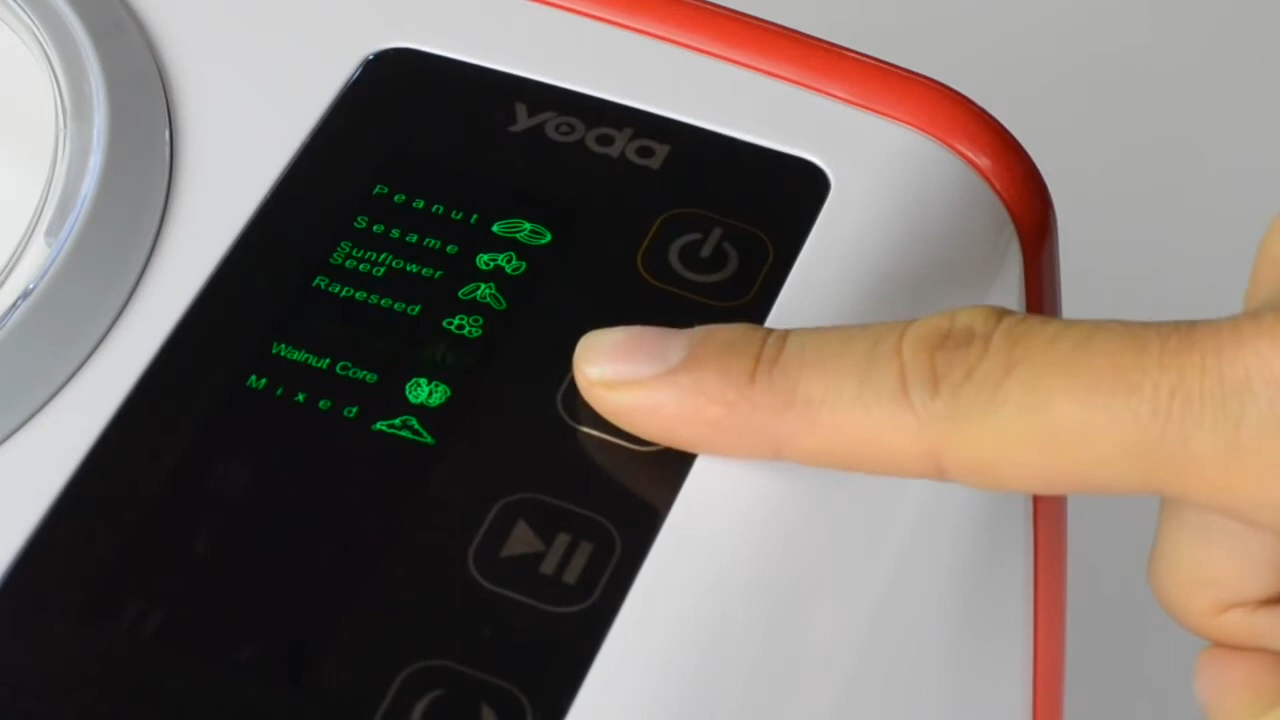 yoda
Peanut
Sesame
Sunflower
Seed
Rapeseed
Walnut Core
Mixed